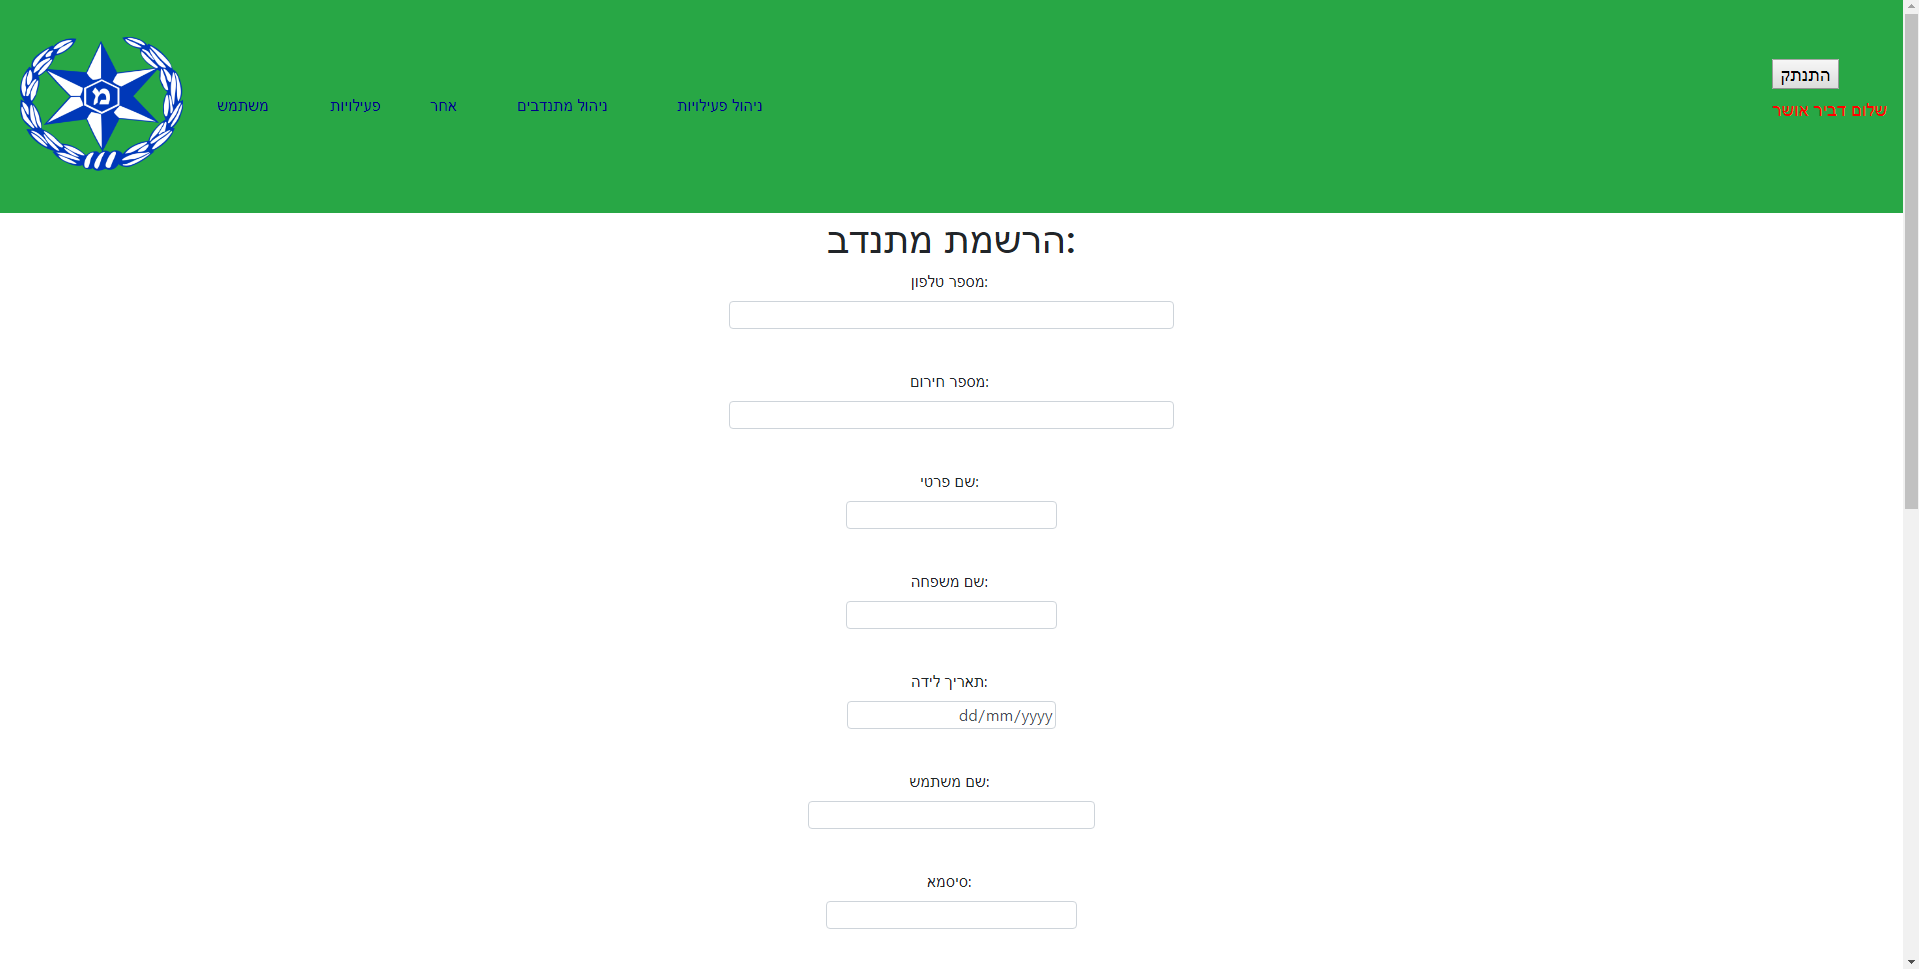 התנתק
שלום דביר אושר
משתמש
פעילויות
אחר
ניהול מתנדבים
ניהול פעילויות
מ
הרשמת מתנדב:
מספר טלפון:
מספר חירום:
שם פרטי:
שם משפחה:
תאריך לידה:
dd/mm/yyyy
שם משתמש:
סיסמא: